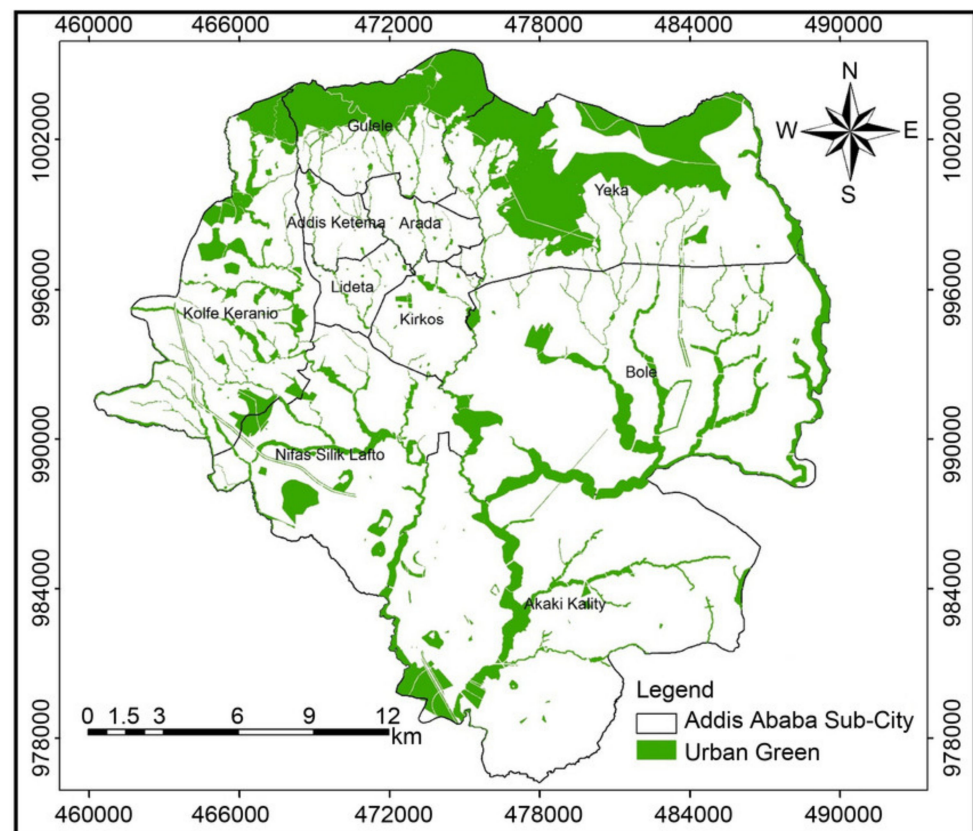 460000 466000 472000 478000 484000 490000
N
W E
S
1002000 1002000
Gulele
Yeka
Addis Ketema Arada
996000 996000
Lideta
Kolfe Keranio
Kirkos
Bole
990000 990000
Nifas Silik Lafto
984000 984000
Akaki Kality
Legend
0 1.5 3 6 9 12
km
Addis Ababa Sub-City
Urban Green
978000 978000
460000 466000 472000 478000 484000 490000